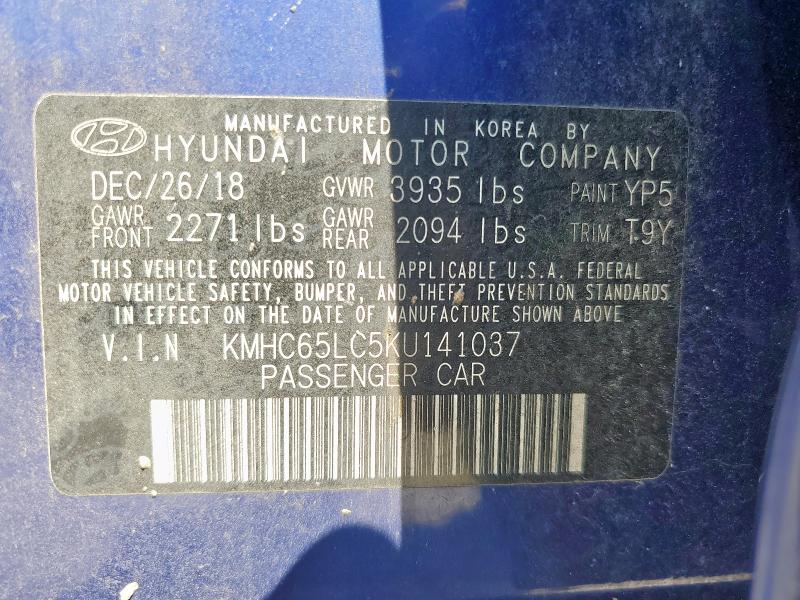 MANUFACTURED IN KOREA BY
HYUNDAI MOTOR COMPANY
DEC/26/18 GVWR 3935 lbs PAINT YP5
GAWR FRONT 2271 lbs GAWR REAR 2094 lbs TRIM T9Y
THIS VEHICLE CONFORMS TO ALL APPLICABLE U.S.A. FEDERAL
MOTOR VEHICLE SAFETY, BUMPER, AND THEFT PREVENTION STANDARDS
IN EFFECT ON THE DATE OF MANUFACTURE SHOWN ABOVE
V.I.N KMHC65LC5KU141037
PASSENGER CAR